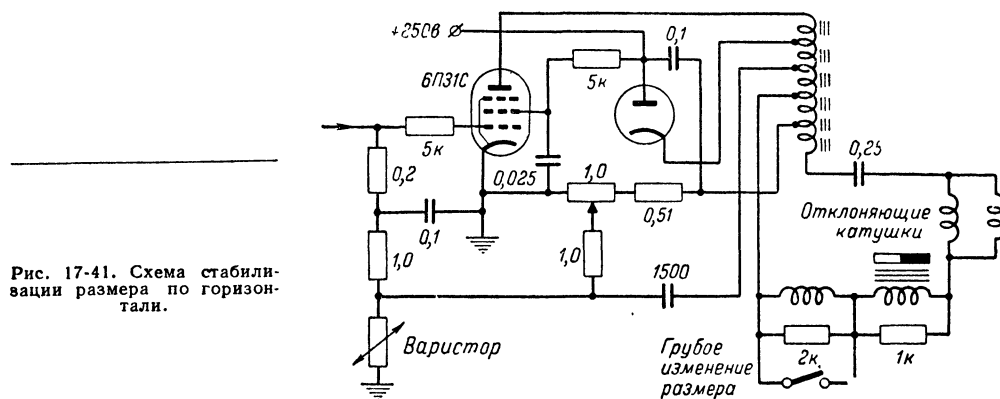 +250в
6П31С
5к
0,1
5к
0,2
0,025
1,0
0,51
0,25
0,1
Отклоняющие
катушки
1,0
1,0
1500
Рис. 17-41. Схема стабили-
зации размера по горизон-
тали.
Варистор
Грубое
изменение
размера
2к
1к